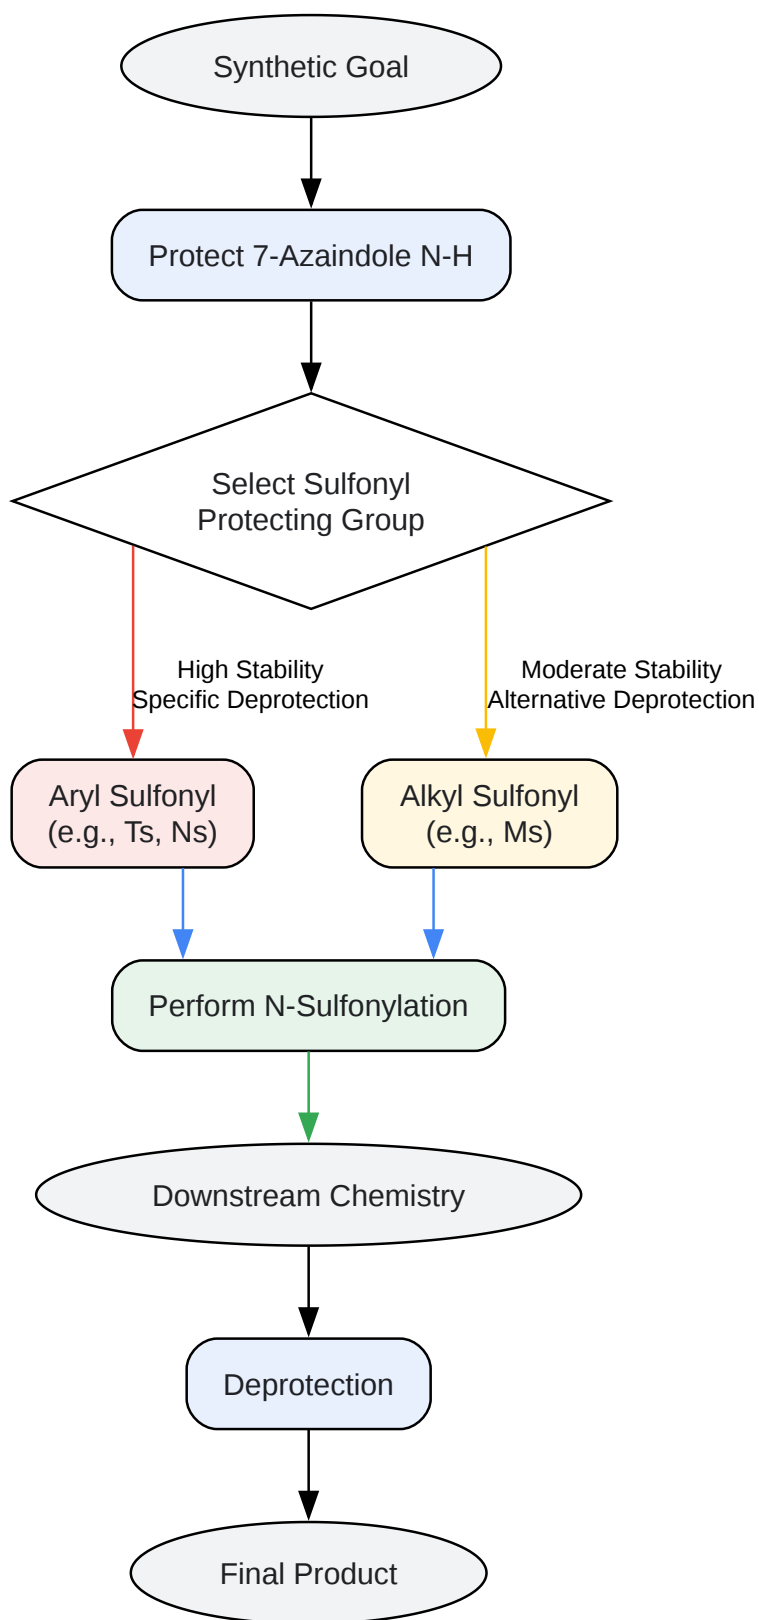 Synthetic Goal
Protect 7-Azaindole N-H
Select Sulfonyl
Protecting Group
High Stability
Specific Deprotection
Moderate Stability
Alternative Deprotection
Aryl Sulfonyl
(e.g., Ts, Ns)
Alkyl Sulfonyl
(e.g., Ms)
Perform N-Sulfonylation
Downstream Chemistry
Deprotection
Final Product